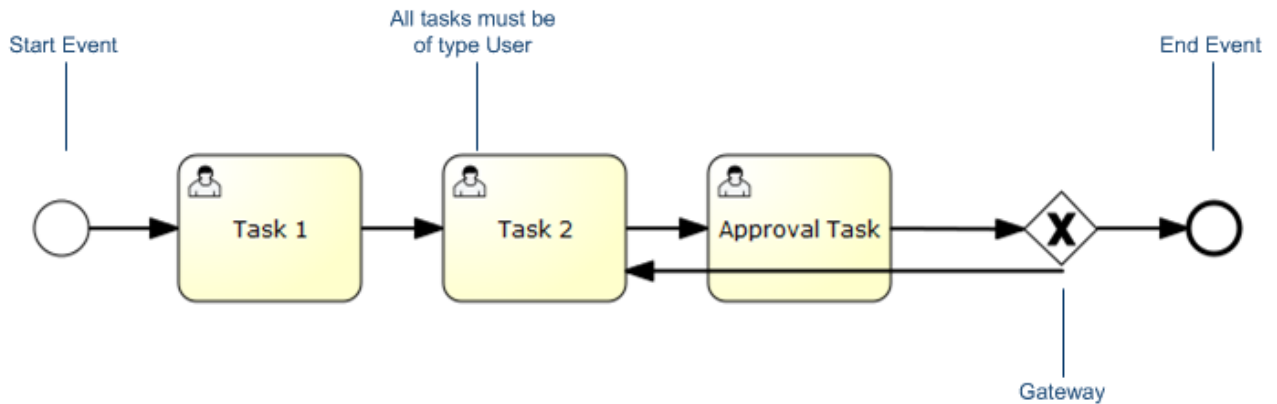 All tasks must be
of type User
Start Event
End Event
Task 1
Task 2
Approval Task
X
Gateway